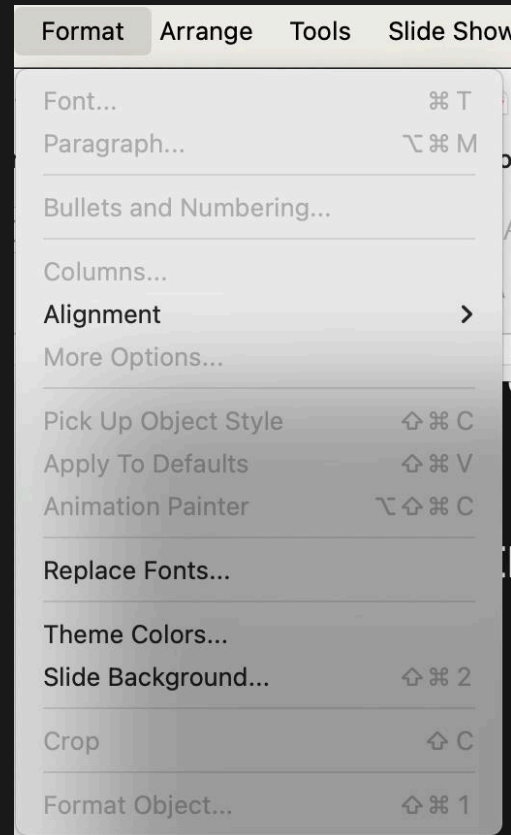 Format Arrange Tools Slide Show
Font... ⌘ T
Paragraph... ⌥ ⌘ M
Bullets and Numbering...
Columns...
Alignment >
More Options...
Pick Up Object Style ⇧ ⌘ C
Apply To Defaults ⇧ ⌘ V
Animation Painter ⌥ ⇧ ⌘ C
Replace Fonts...
Theme Colors...
Slide Background... ⇧ ⌘ 2
Crop ⇧ C
Format Object... ⇧ ⌘ 1